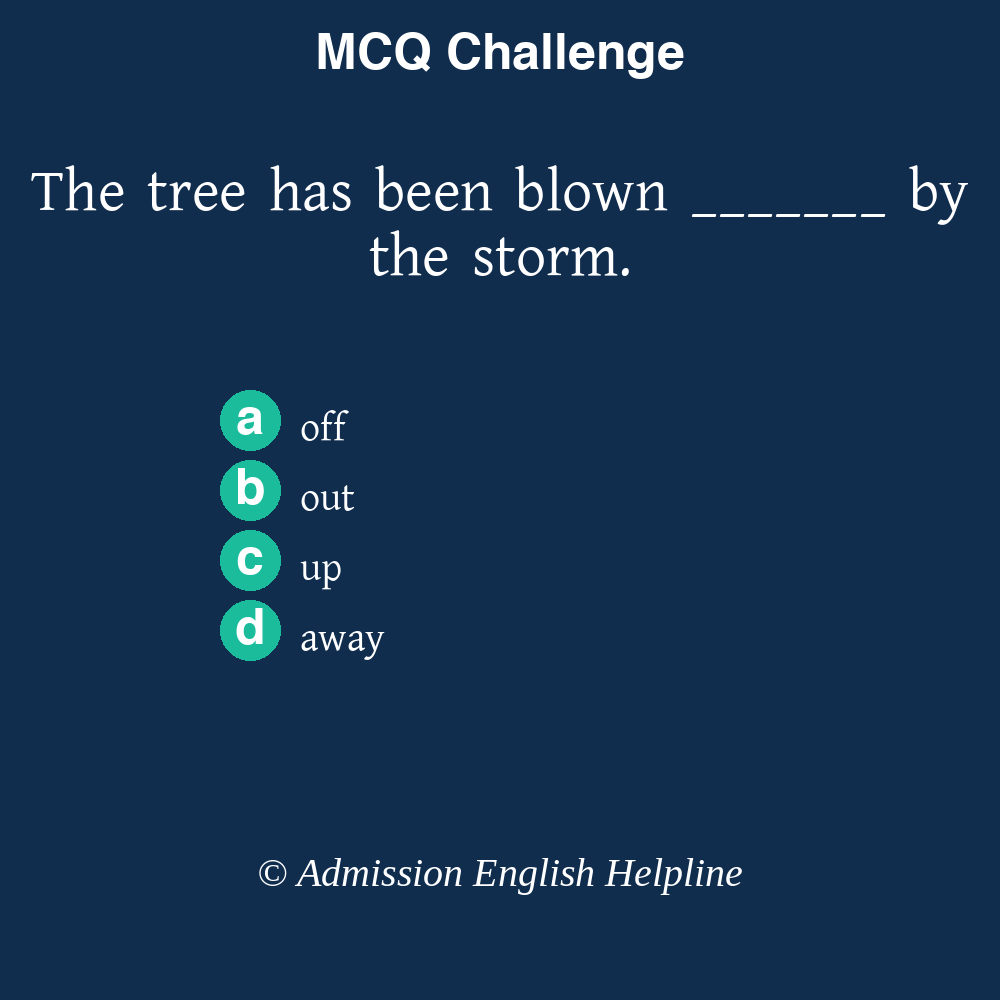 MCQ Challenge
The tree has been blown _______ by
the storm.
a off
b out
c up
d away
© Admission English Helpline